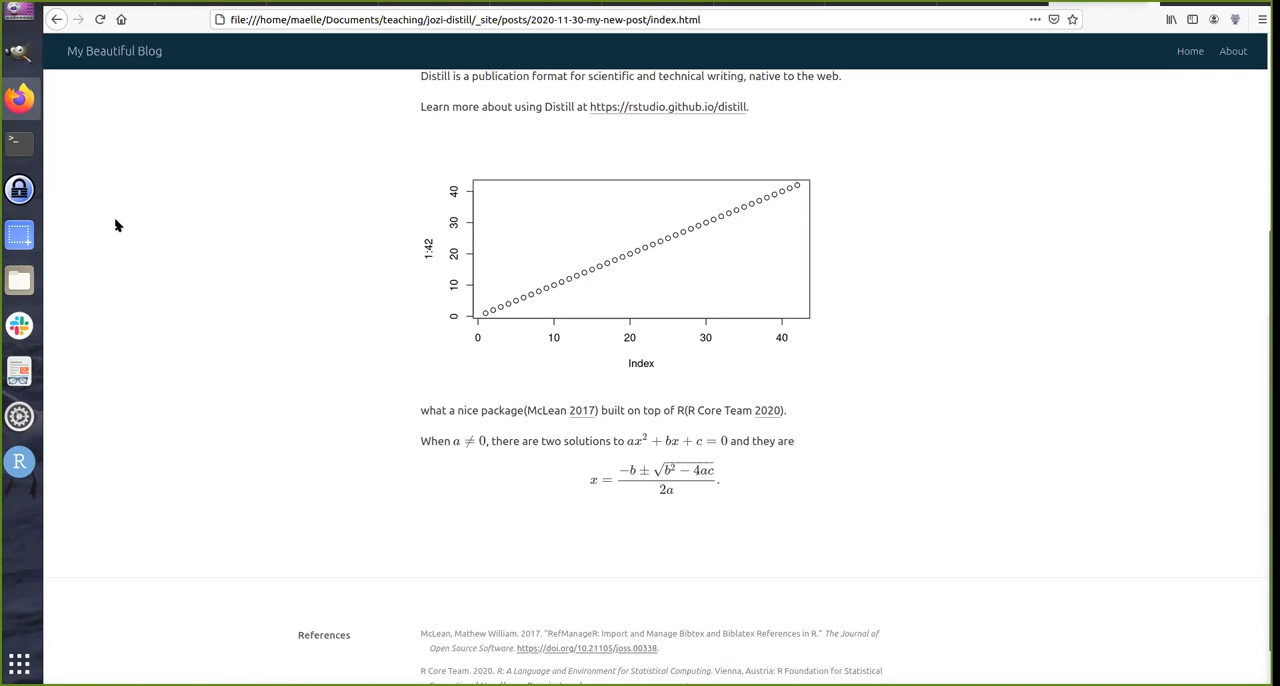 file:///home/maelle/Documents/teaching/jozi-distill/_site/posts/2020-11-30-my-new-post/index.html
My Beautiful Blog
Home About
Distill is a publication format for scientific and technical writing, native to the web.
Learn more about using Distill at https://rstudio.github.io/distill.
40
30
20
10
0
1:42
0 10 20 30 40
Index
what a nice package(McLean 2017) built on top of R(R Core Team 2020).
When a ≠ 0, there are two solutions to ax² + bx + c = 0 and they are
x = −b ± √b² − 4ac / 2a.
References
McLean, Mathew William. 2017. "RefManageR: Import and Manage Bibtex and Biblatex References in R." The Journal of
Open Source Software. https://doi.org/10.21105/joss.00338.
R Core Team. 2020. R: A Language and Environment for Statistical Computing. Vienna, Austria: R Foundation for Statistical
>_
R